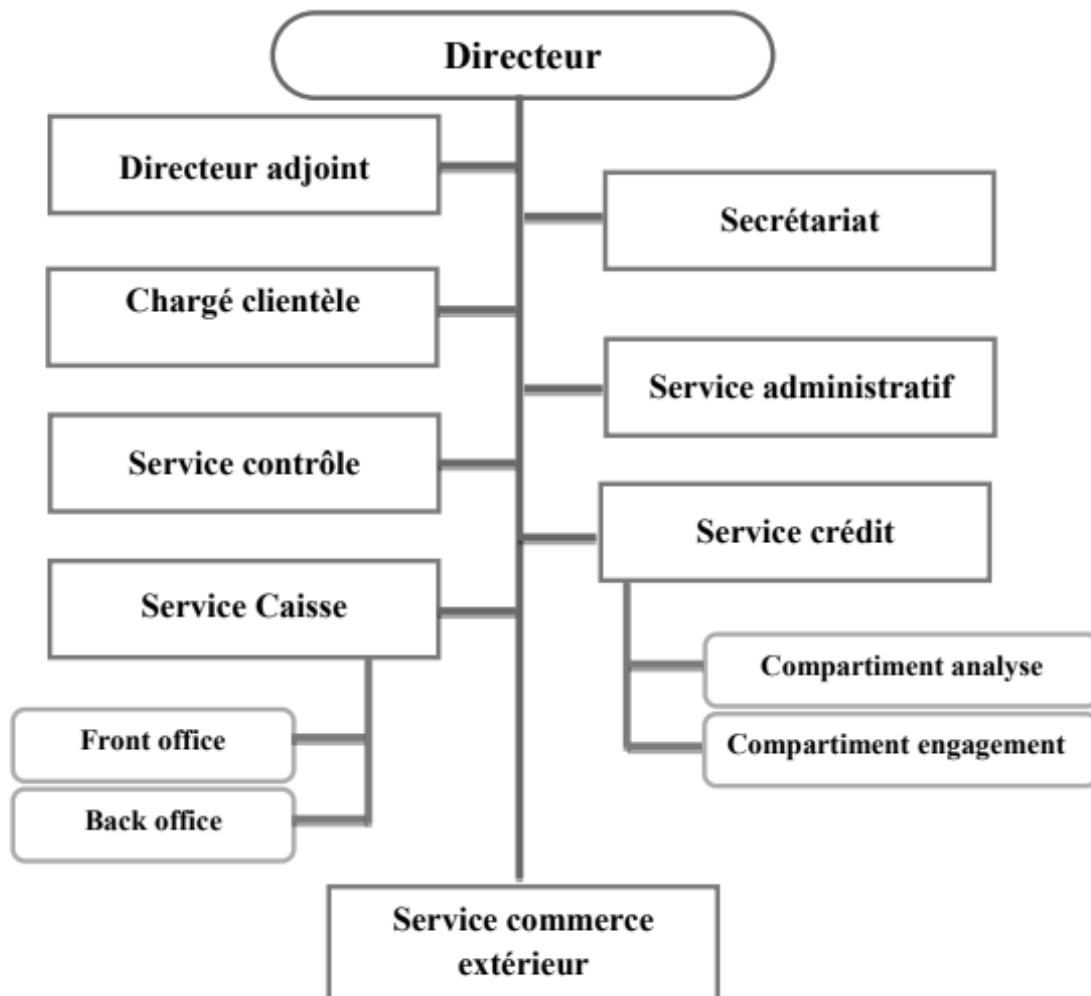 Directeur
Directeur adjoint
Secrétariat
Chargé clientèle
Service administratif
Service contrôle
Service crédit
Service Caisse
Compartiment analyse
Front office
Compartiment engagement
Back office
Service commerce
extérieur